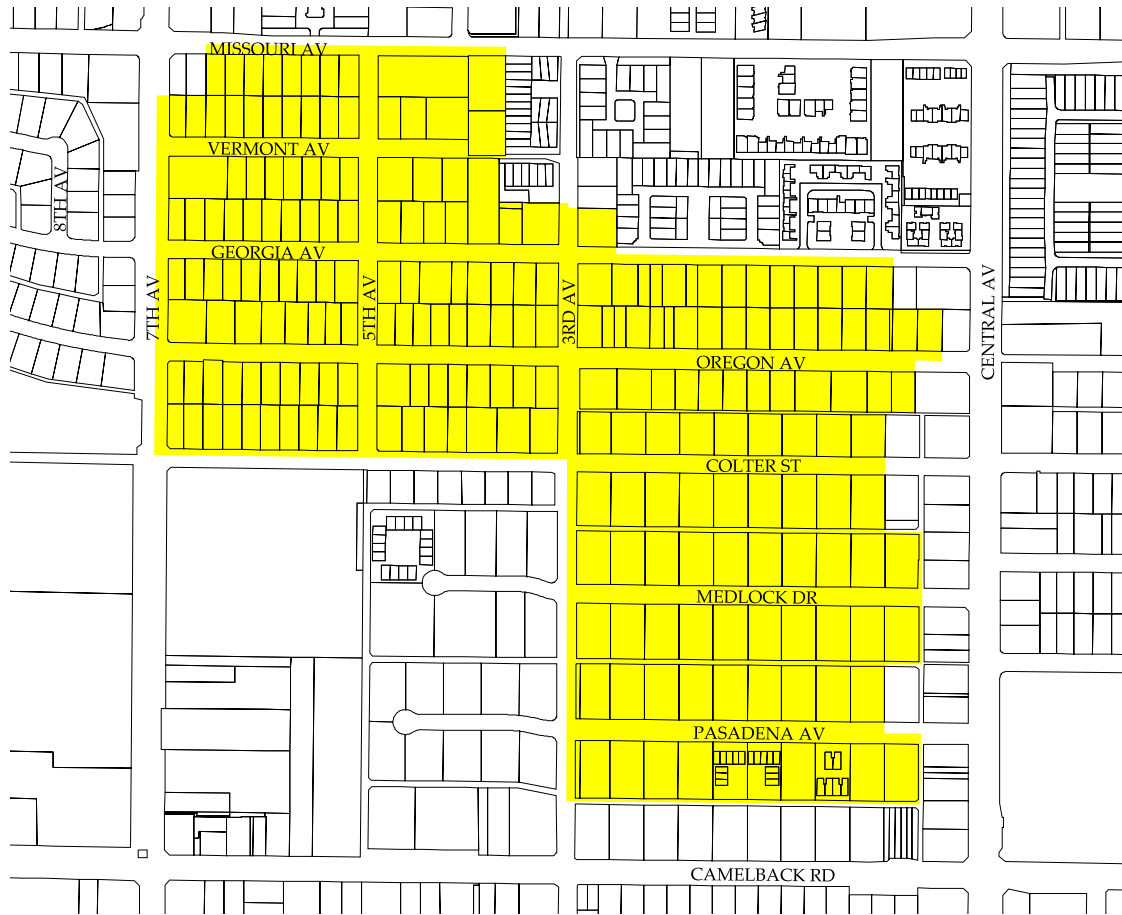 MISSOURI AV
VERMONT AV
8TH AV
GEORGIA AV
7TH AV
5TH AV
3RD AV
CENTRAL AV
OREGON AV
COLTER ST
MEDLOCK DR
PASADENA AV
CAMELBACK RD